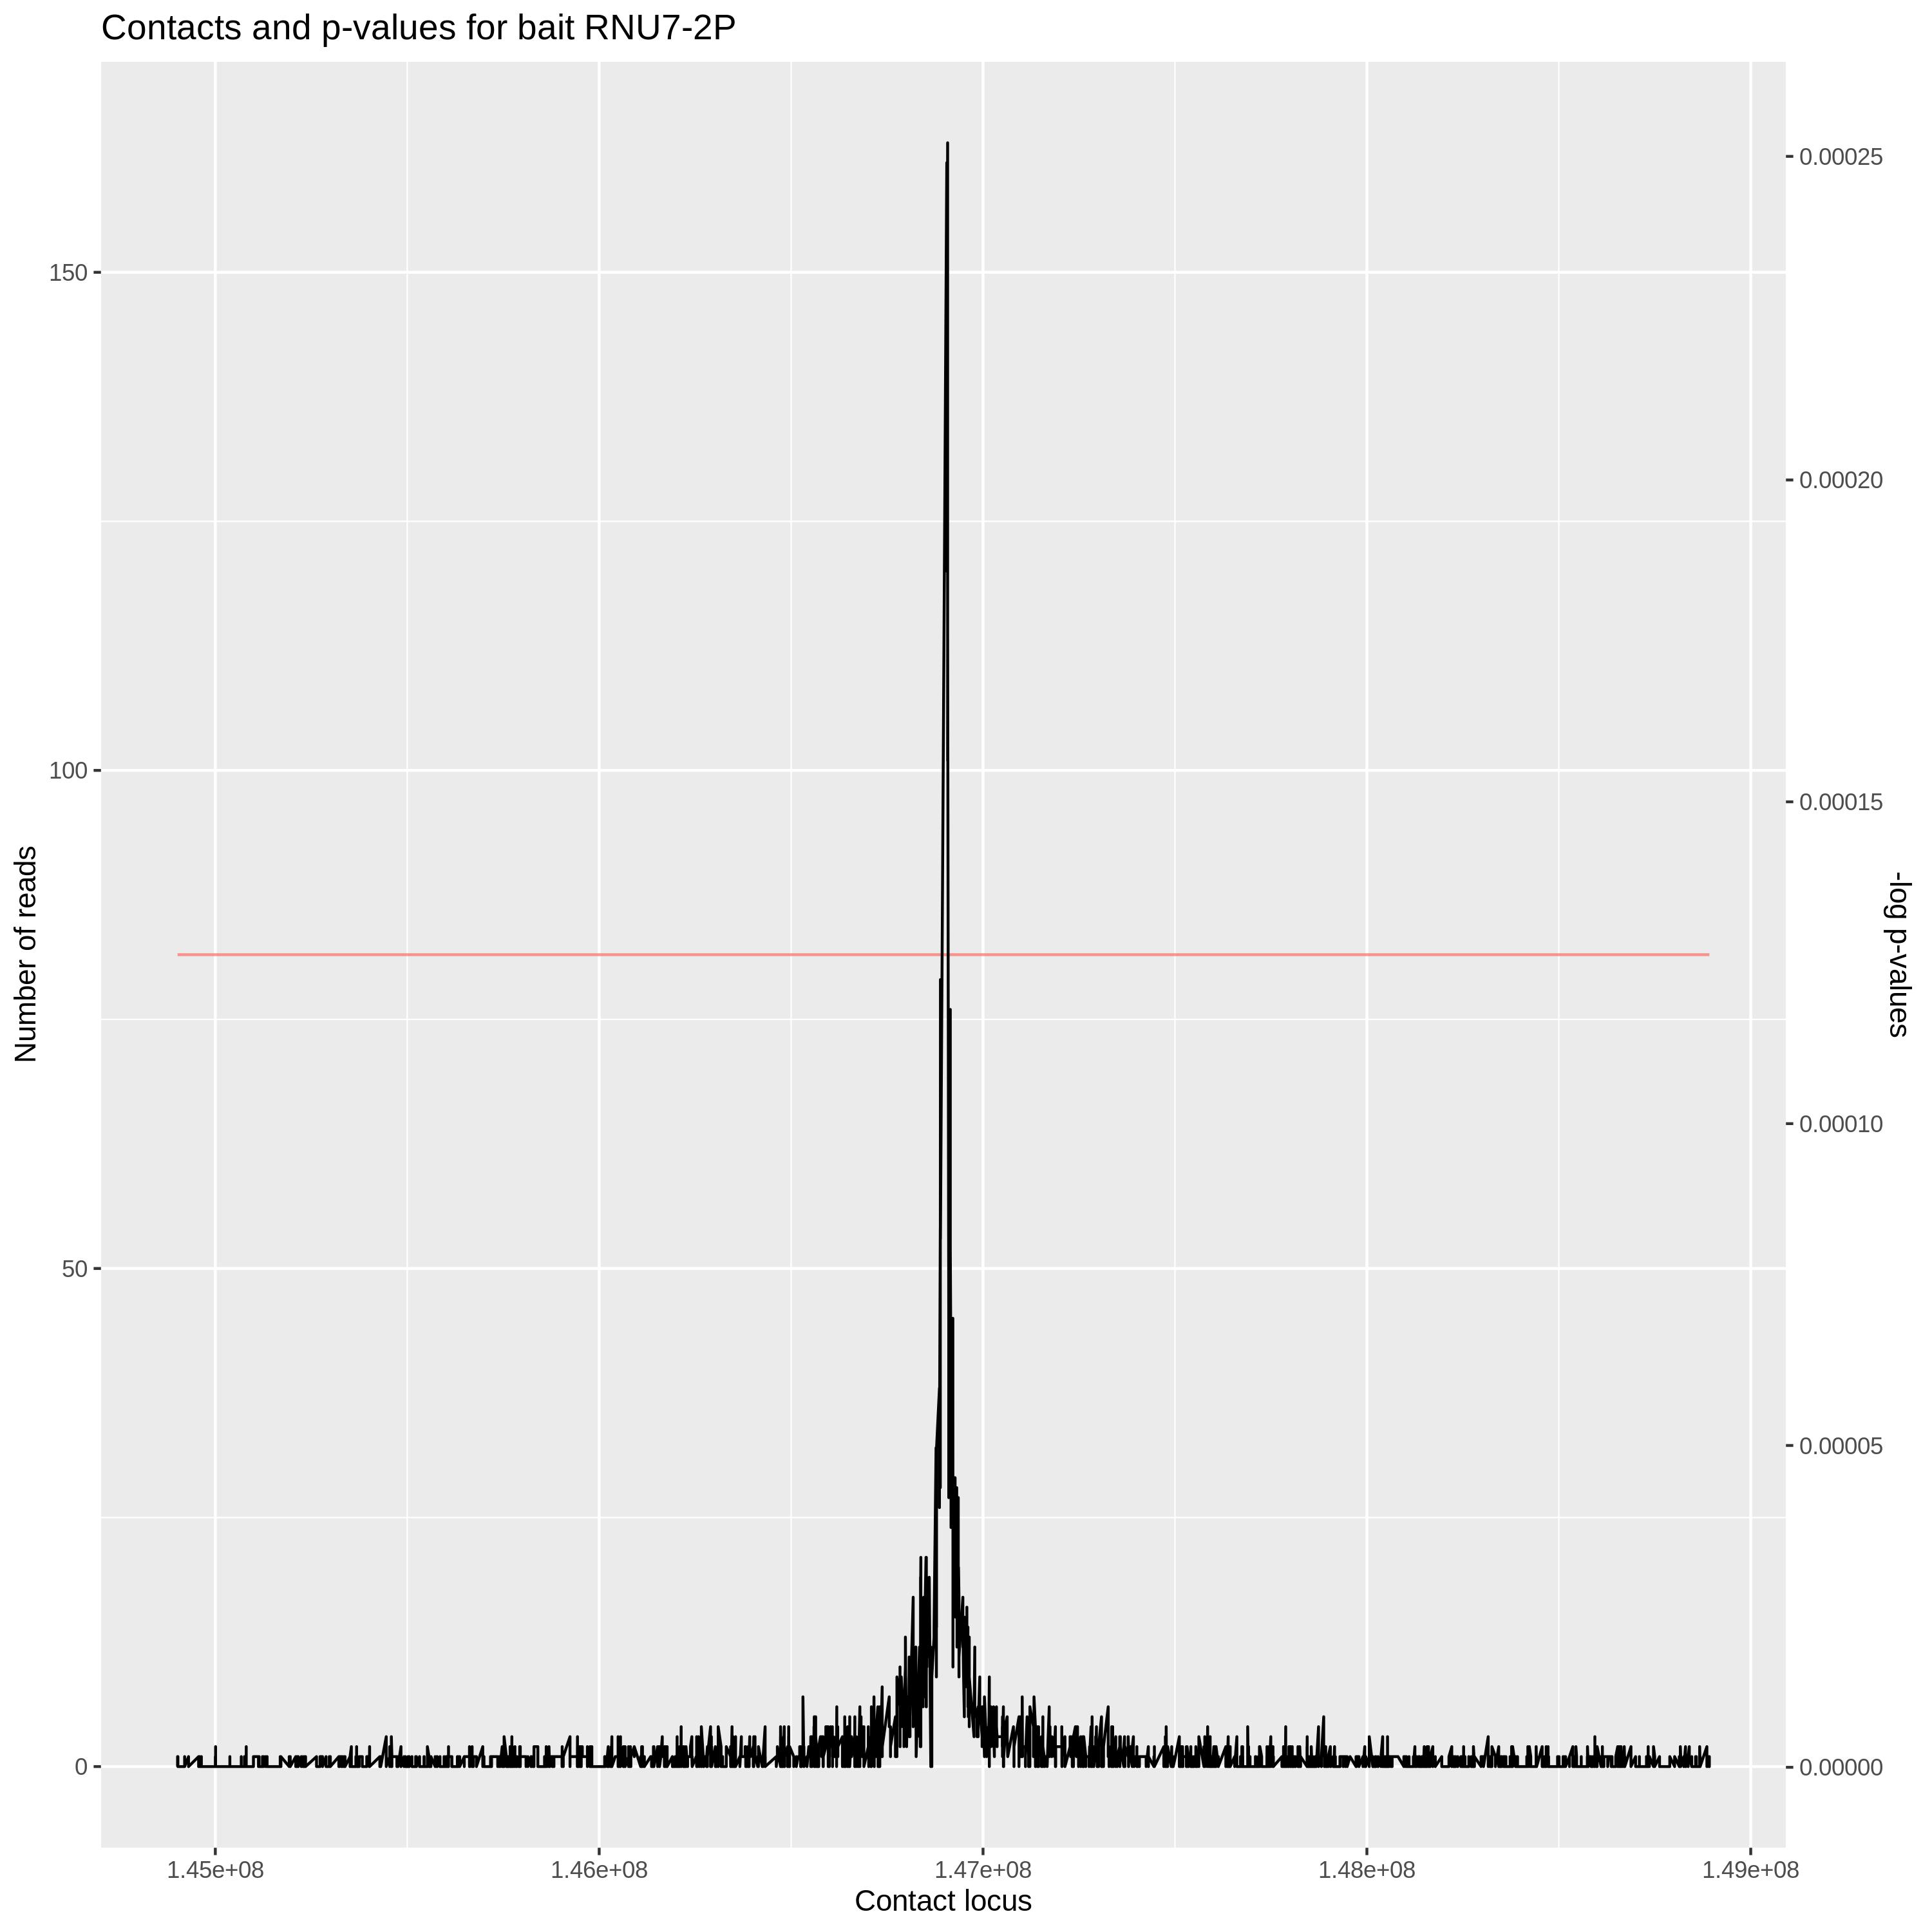 Contacts and p-values for bait RNU7-2P
Number of reads
150
100
50
0
0.00025
0.00020
0.00015
0.00010
0.00005
0.00000
-log p-values
1.45e+08 1.46e+08 1.47e+08 1.48e+08 1.49e+08
Contact locus